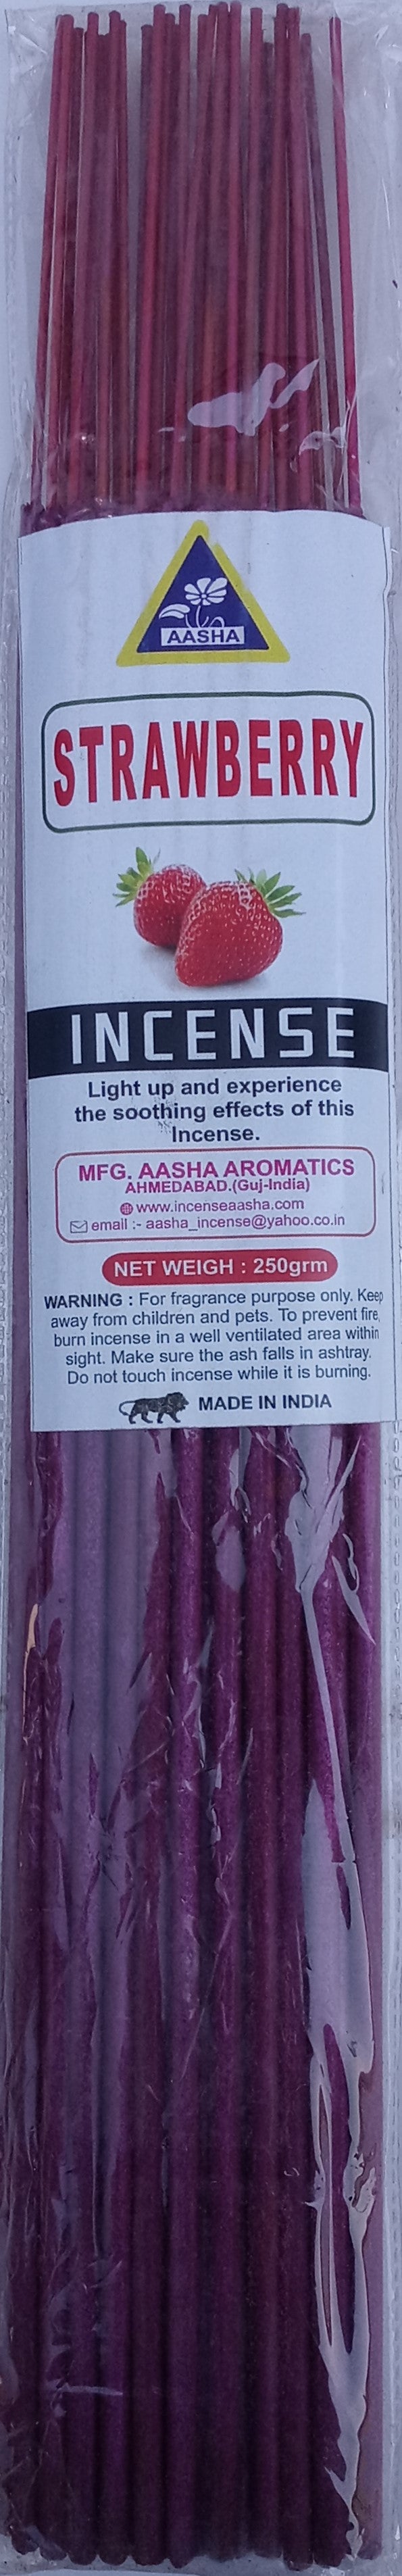 AASHA
STRAWBERRY
INCENSE
Light up and experience
the soothing effects of this
Incense.
MFG. AASHA AROMATICS
AHMEDABAD.(Guj-India)
www.incenseaasha.com
email :- aasha_incense@yahoo.co.in
NET WEIGH : 250grm
WARNING : For fragrance purpose only. Keep
away from children and pets. To prevent fire,
burn incense in a well ventilated area within
sight. Make sure the ash falls in ashtray.
Do not touch incense while it is burning.
MADE IN INDIA